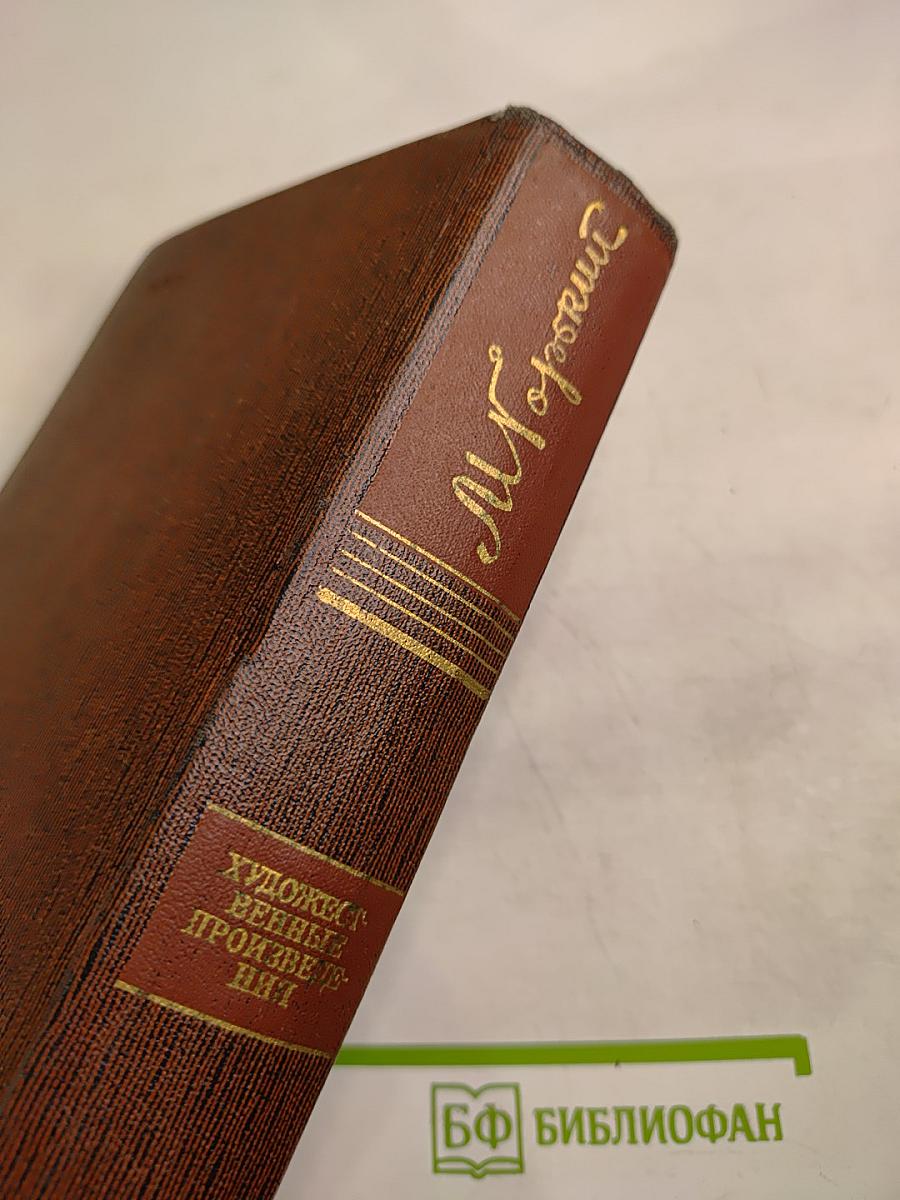 М Горький
ХУДОЖЕСТ-
ВЕННЫЕ
ПРОИЗВЕДЕ-
НИЯ
БФ БИБЛИОФАН